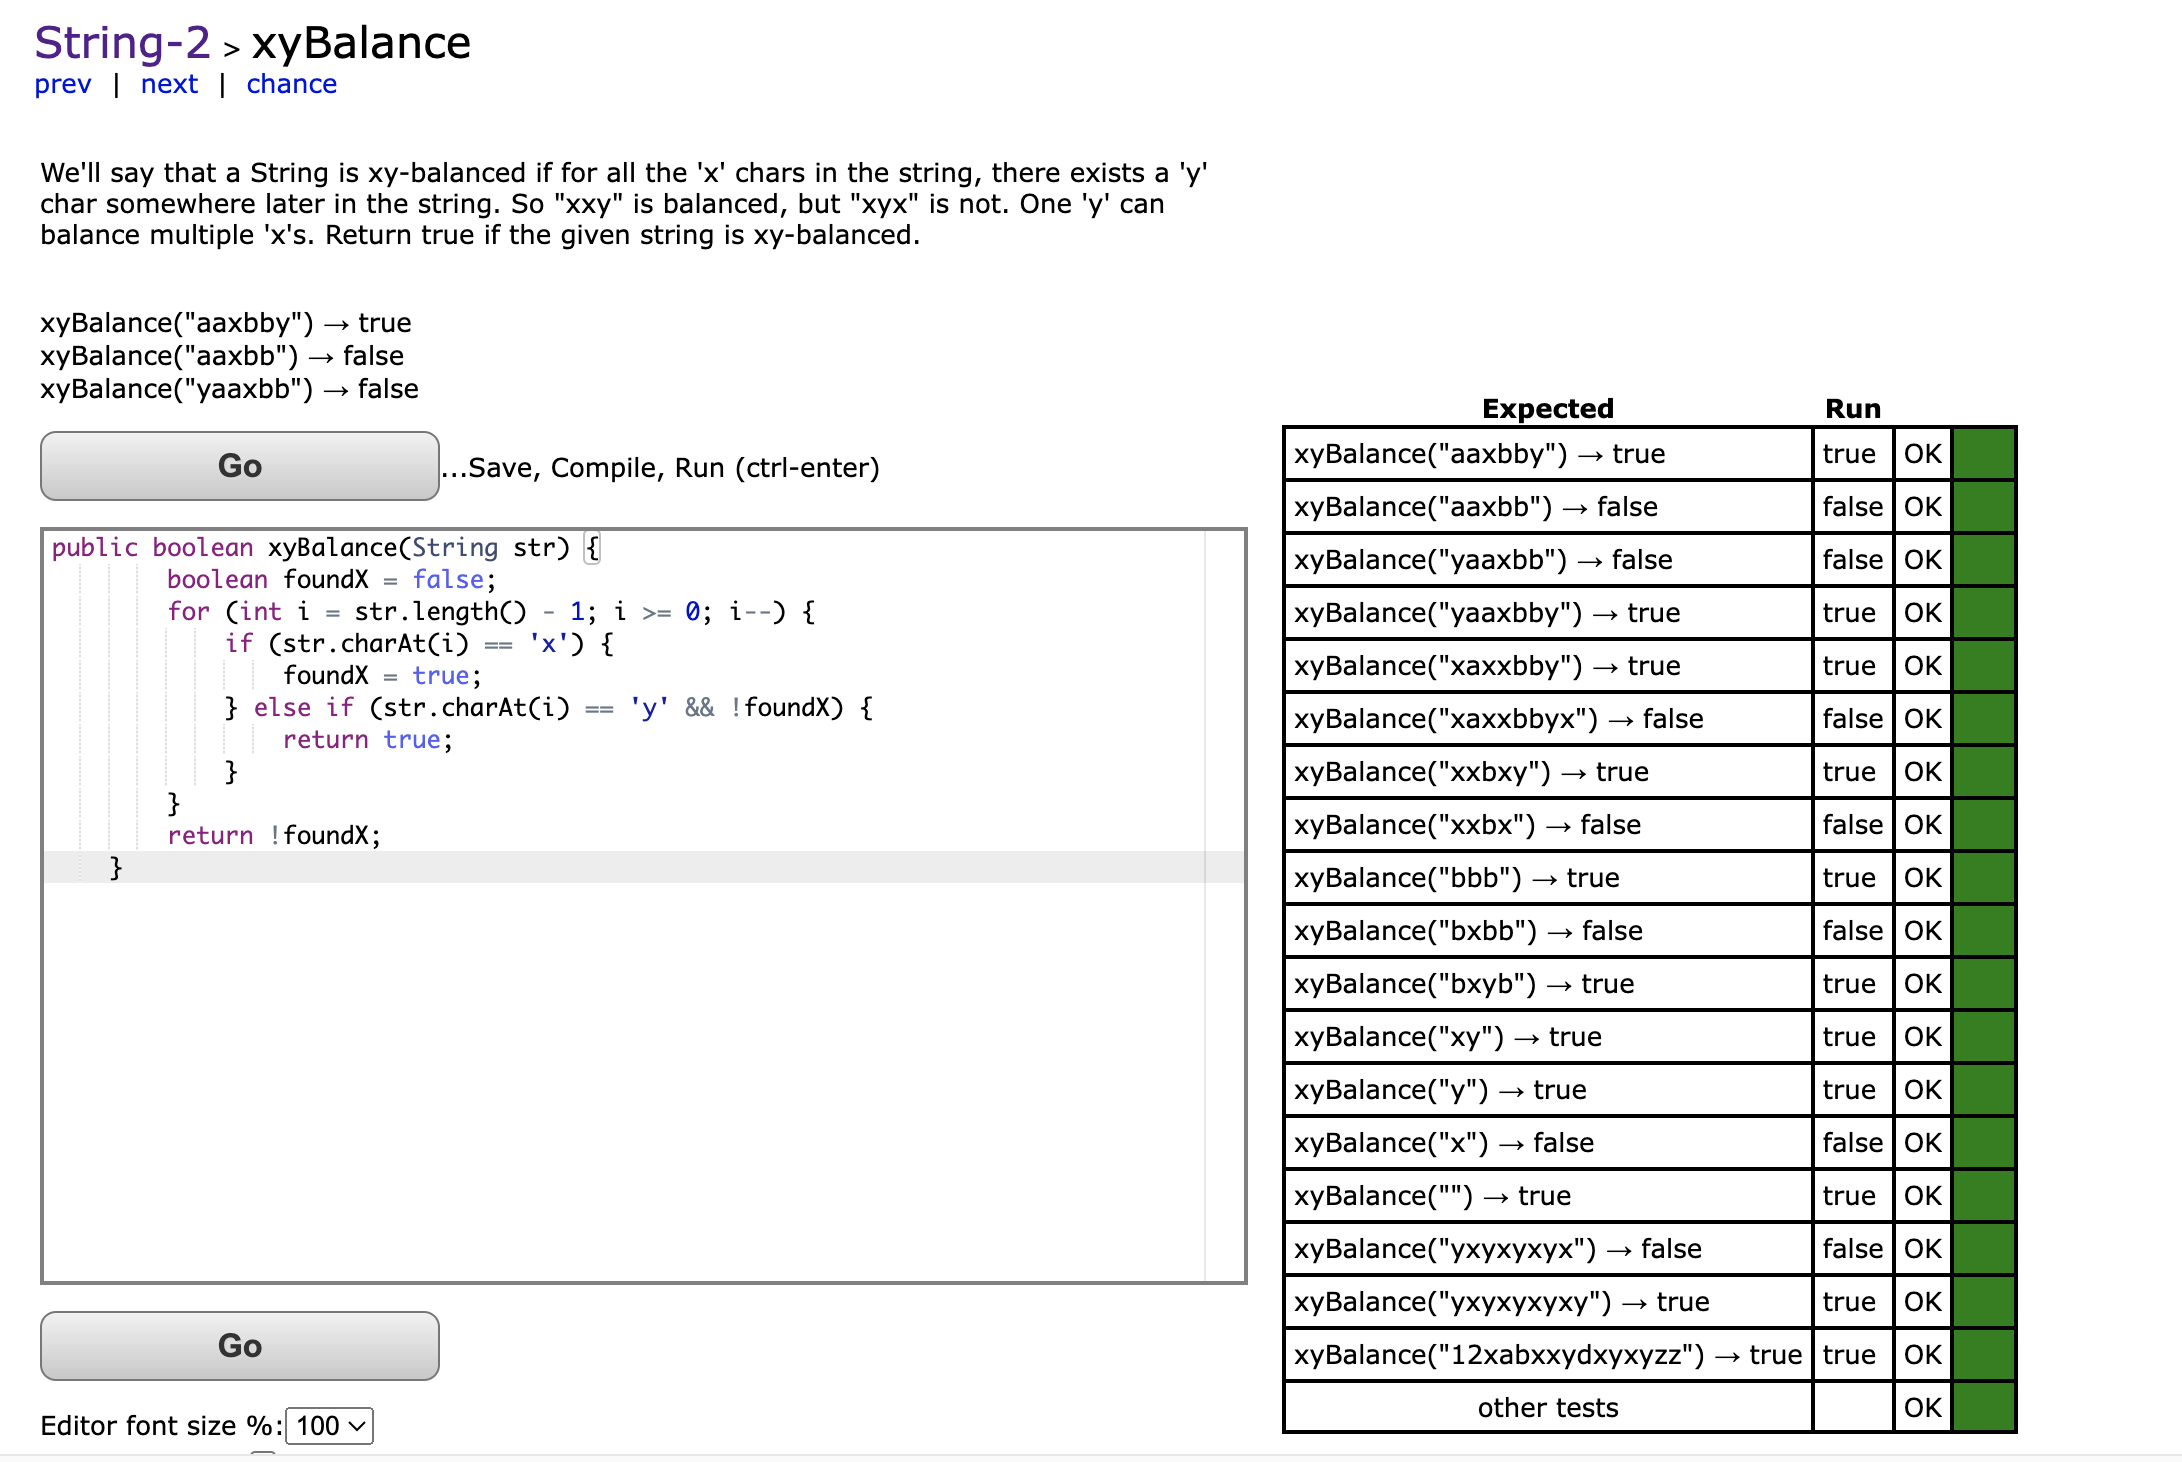 String-2 > xyBalance
prev | next | chance
We'll say that a String is xy-balanced if for all the 'x' chars in the string, there exists a 'y'
char somewhere later in the string. So "xxy" is balanced, but "xyx" is not. One 'y' can
balance multiple 'x's. Return true if the given string is xy-balanced.
xyBalance("aaxbby") → true
xyBalance("aaxbb") → false
xyBalance("yaaxbb") → false
Go
...Save, Compile, Run (ctrl-enter)
public boolean xyBalance(String str) {
boolean foundX = false;
for (int i = str.length() - 1; i >= 0; i--) {
if (str.charAt(i) == 'x') {
foundX = true;
} else if (str.charAt(i) == 'y' && !foundX) {
return true;
}
}
return !foundX;
}
Go
Editor font size %: 100
Expected Run
xyBalance("aaxbby") → true true OK
xyBalance("aaxbb") → false false OK
xyBalance("yaaxbb") → false false OK
xyBalance("yaaxbby") → true true OK
xyBalance("xaxxbby") → true true OK
xyBalance("xaxxbbyx") → false false OK
xyBalance("xxbxy") → true true OK
xyBalance("xxbx") → false false OK
xyBalance("bbb") → true true OK
xyBalance("bxbb") → false false OK
xyBalance("bxyb") → true true OK
xyBalance("xy") → true true OK
xyBalance("y") → true true OK
xyBalance("x") → false false OK
xyBalance("") → true true OK
xyBalance("yxyxyxyx") → false false OK
xyBalance("yxyxyxyxy") → true true OK
xyBalance("12xabxxydxyxyzz") → true true OK
other tests OK